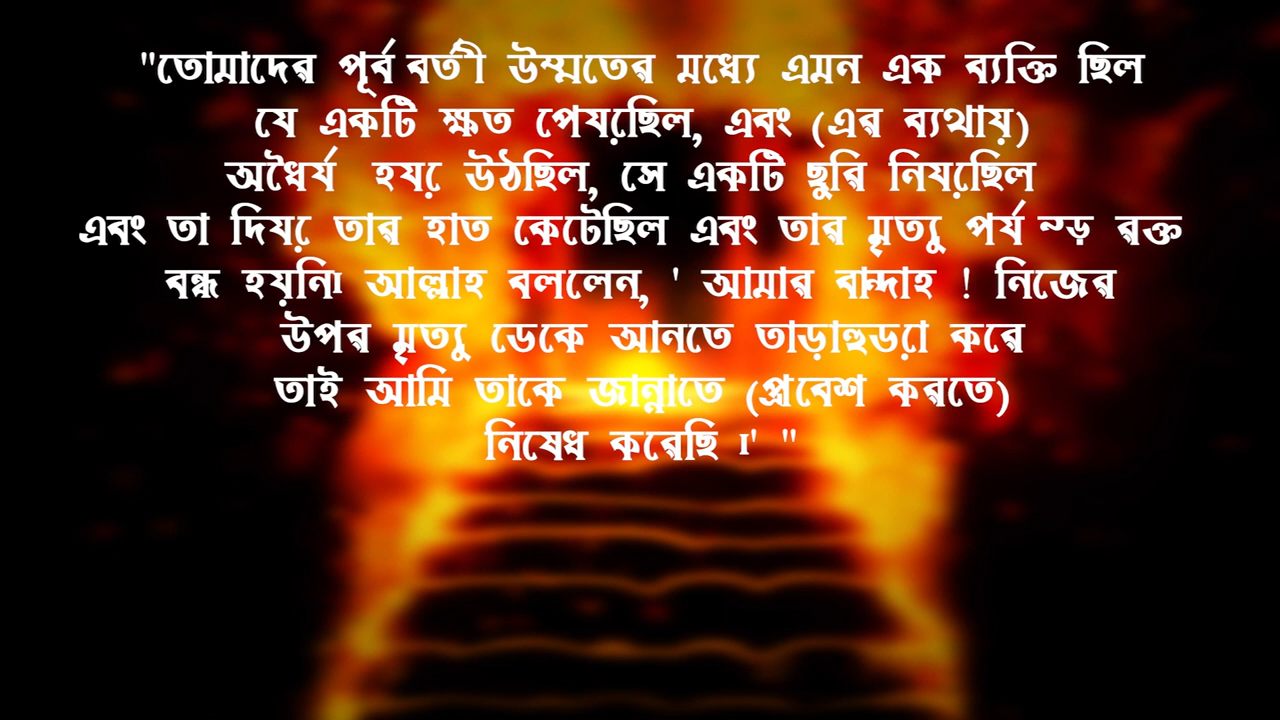 "তোমাদের পূর্ববর্তী উম্মতের মধ্যে এমন এক ব্যক্তি ছিল
যে একটি ক্ষত পেয়েছিল, এবং (এর ব্যথায়)
অধৈর্য হয়ে উঠছিল, সে একটি ছুরি নিয়েছিল
এবং তা দিয়ে তার হাত কেটেছিল এবং তার মৃত্যু পর্যন্ত রক্ত
বন্ধ হয়নি৷ আল্লাহ বললেন, ' আমার বান্দাহ ! নিজের
উপর মৃত্যু ডেকে আনতে তাড়াহুড়া করে
তাই আমি তাকে জান্নাতে (প্রবেশ করতে)
নিষেধ করেছি ৷' "